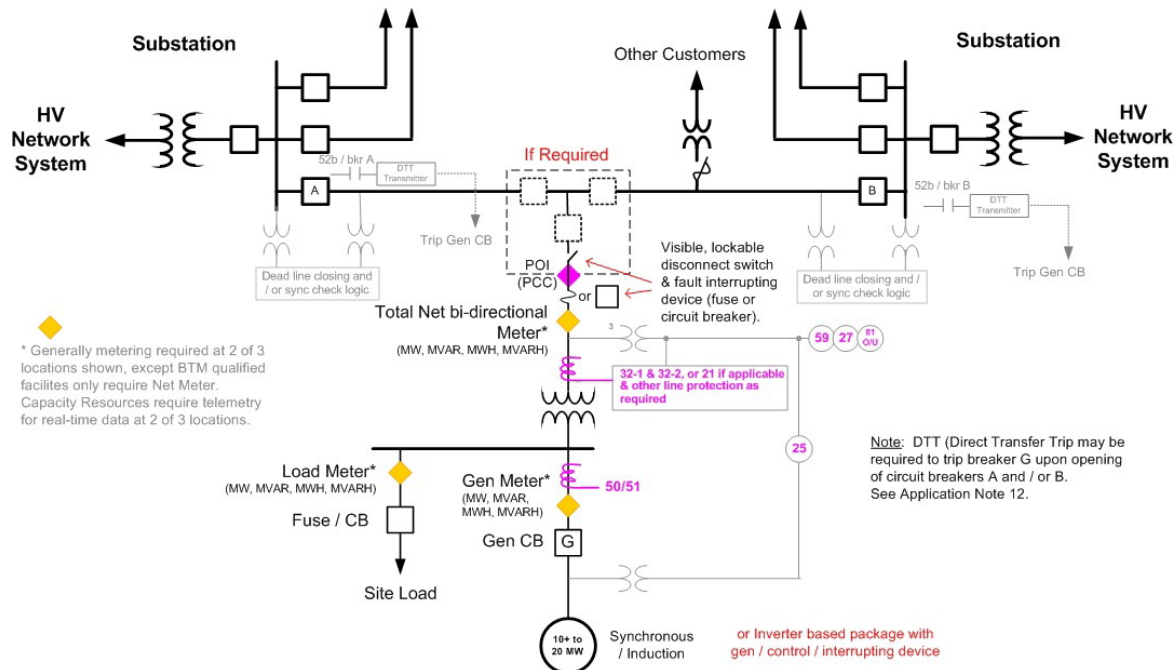 Substation
Substation
Other Customers
HV
Network
System
HV
Network
System
If Required
52b / bkr A
DTT
Transmitter
A
B
52b / bkr B
DTT
Transmitter
Trip Gen CB
Trip Gen CB
Dead line closing and
/ or sync check logic
POI
(PCC)
or
Visible, lockable
disconnect switch
& fault interrupting
device (fuse or
circuit breaker).
Dead line closing and /
or sync check logic
Total Net bi-directional
Meter*
(MW, MVAR, MWH, MVARH)
3
59
27
81
O/U
* Generally metering required at 2 of 3
locations shown, except BTM qualified
facilites only require Net Meter.
Capacity Resources require telemetry
for real-time data at 2 of 3 locations.
32-1 & 32-2, or 21 if applicable
& other line protection as
required
25
Note: DTT (Direct Transfer Trip may be
required to trip breaker G upon opening
of circuit breakers A and / or B.
See Application Note 12.
Load Meter*
(MW, MVAR, MWH, MVARH)
Gen Meter*
(MW, MVAR,
MWH, MVARH)
50/51
Fuse / CB
Gen CB
G
Site Load
10+ to
20 MW
Synchronous
/ Induction
or Inverter based package with
gen / control / interrupting device